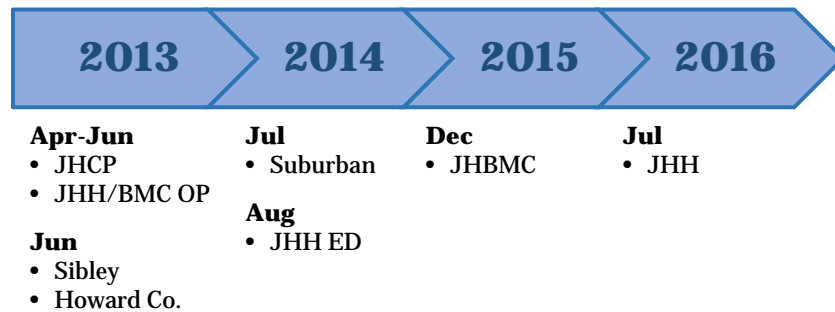 2013 2014 2015 2016
Apr-Jun
• JHCP
• JHH/BMC OP
Jun
• Sibley
• Howard Co.
Jul
• Suburban
Aug
• JHH ED
Dec
• JHBMC
Jul
• JHH